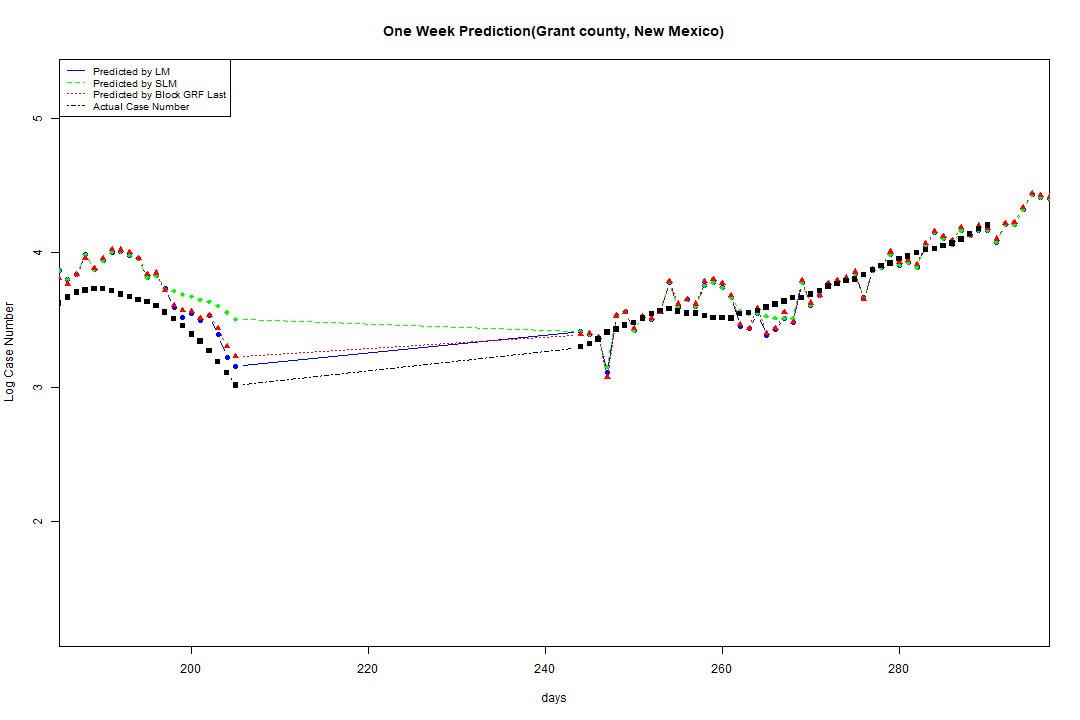 One Week Prediction(Grant county, New Mexico)
Predicted by LM
Predicted by SLM
Predicted by Block GRF Last
Actual Case Number
5
4
3
2
Log Case Number
200 220 240 260 280
days